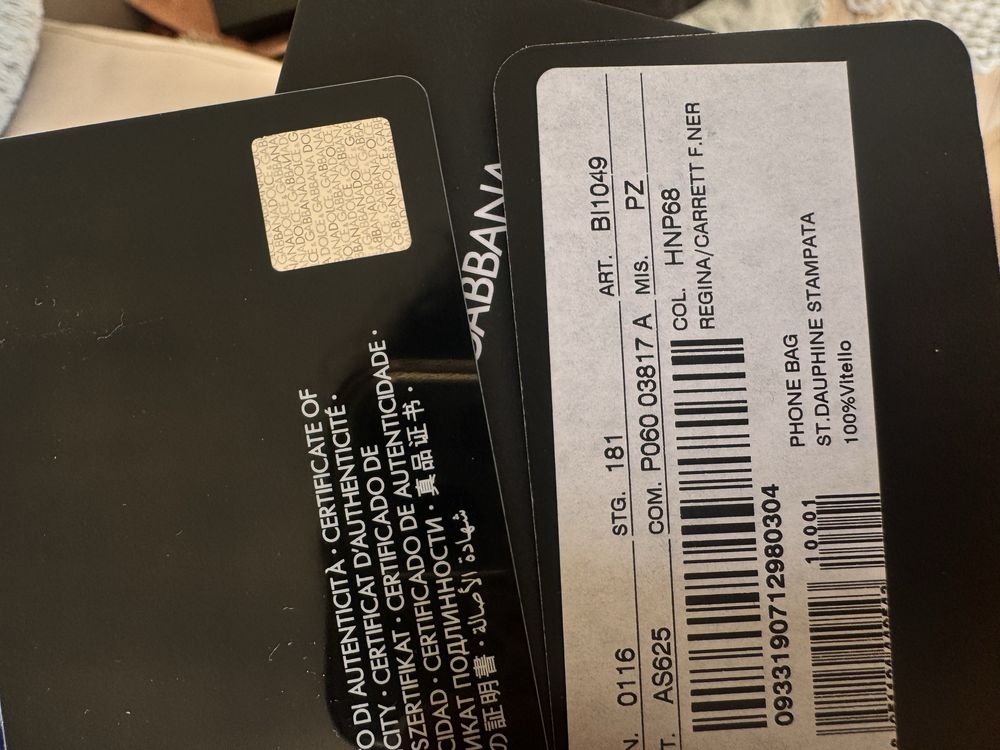 O DI AUTENTICITÀ · CERTIFICATE OF
CITY · CERTIFICAT D'AUTHENTICITÉ ·
SZERTIFIKAT · CERTIFICADO DE
CIDAD · CERTIFICADO DE AUTENTICIDADE ·
ИКАТ ПОДЛИННОСТИ · 真品证书 ·
の証明書 · شهادة الأصالة
GABBANA
N. 0116 STG. 181 ART. BI1049
T. AS625 COM. P060 03817 A MIS. PZ
COL. HNP68
REGINA/CARRETT F.NER
0933190712980304
PHONE BAG
ST.DAUPHINE STAMPATA
100%Vitello
10001